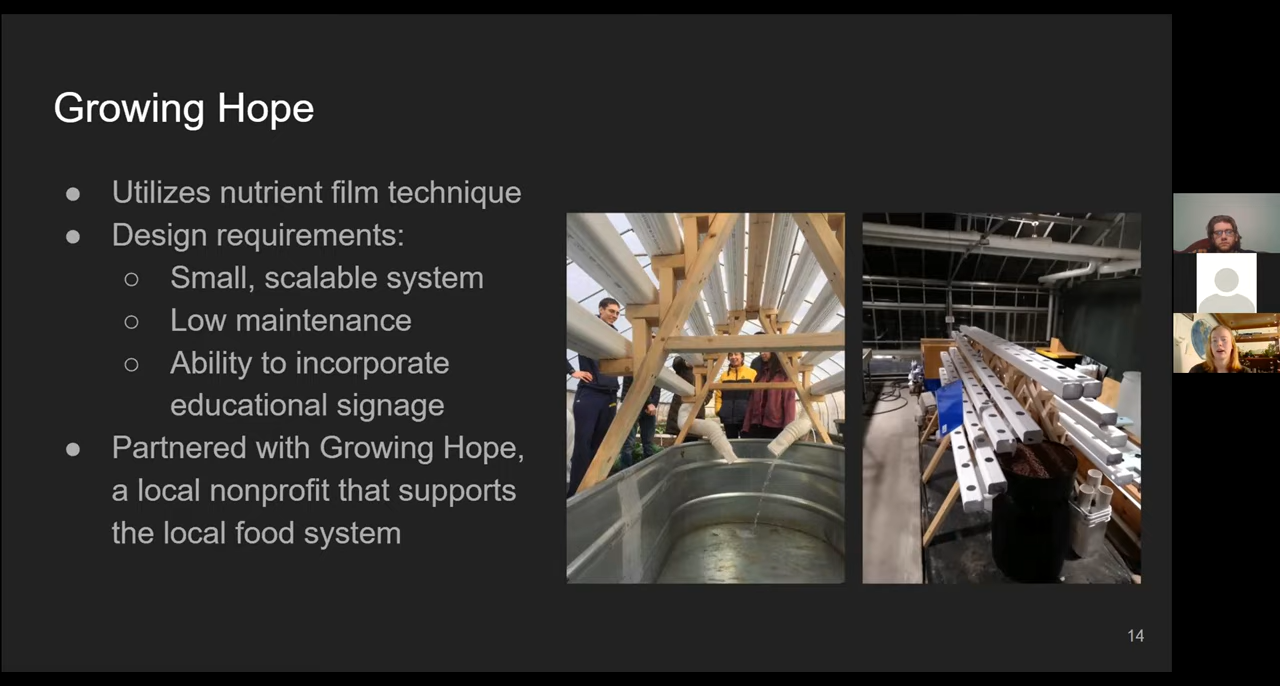 Growing Hope
● Utilizes nutrient film technique
● Design requirements:
○ Small, scalable system
○ Low maintenance
○ Ability to incorporate
educational signage
● Partnered with Growing Hope,
a local nonprofit that supports
the local food system
14